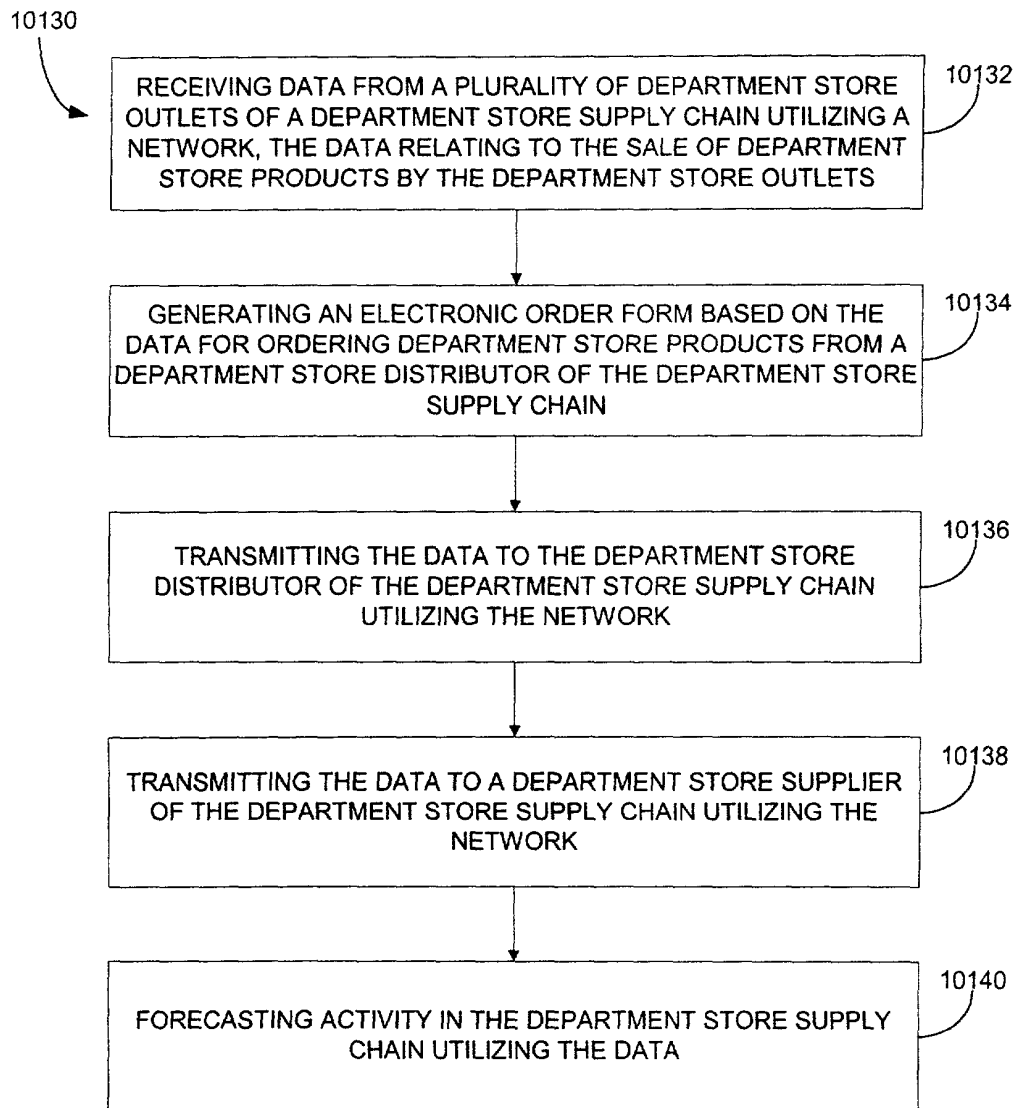 10130
RECEIVING DATA FROM A PLURALITY OF DEPARTMENT STORE
OUTLETS OF A DEPARTMENT STORE SUPPLY CHAIN UTILIZING A
NETWORK, THE DATA RELATING TO THE SALE OF DEPARTMENT
STORE PRODUCTS BY THE DEPARTMENT STORE OUTLETS
10132
GENERATING AN ELECTRONIC ORDER FORM BASED ON THE
DATA FOR ORDERING DEPARTMENT STORE PRODUCTS FROM A
DEPARTMENT STORE DISTRIBUTOR OF THE DEPARTMENT STORE
SUPPLY CHAIN
10134
TRANSMITTING THE DATA TO THE DEPARTMENT STORE
DISTRIBUTOR OF THE DEPARTMENT STORE SUPPLY CHAIN
UTILIZING THE NETWORK
10136
TRANSMITTING THE DATA TO A DEPARTMENT STORE SUPPLIER
OF THE DEPARTMENT STORE SUPPLY CHAIN UTILIZING THE
NETWORK
10138
FORECASTING ACTIVITY IN THE DEPARTMENT STORE SUPPLY
CHAIN UTILIZING THE DATA
10140